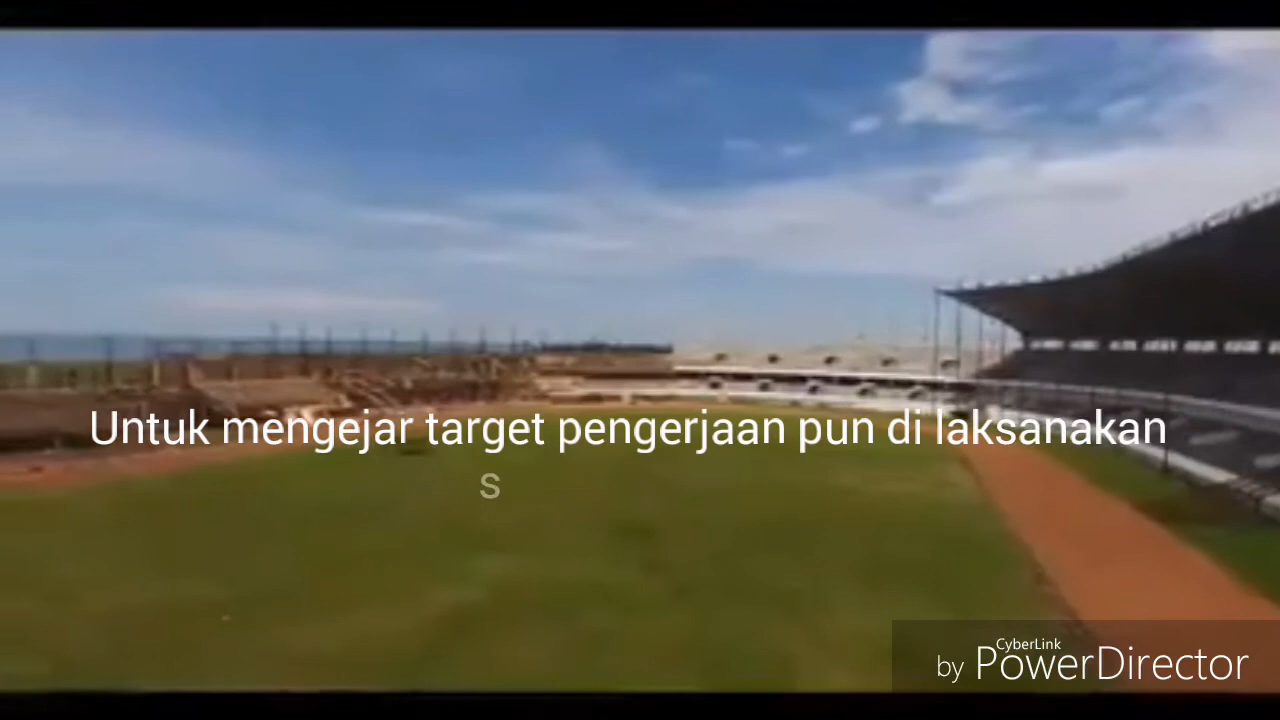 Untuk mengejar target pengerjaan pun di laksanakan
s
CyberLink
by PowerDirector